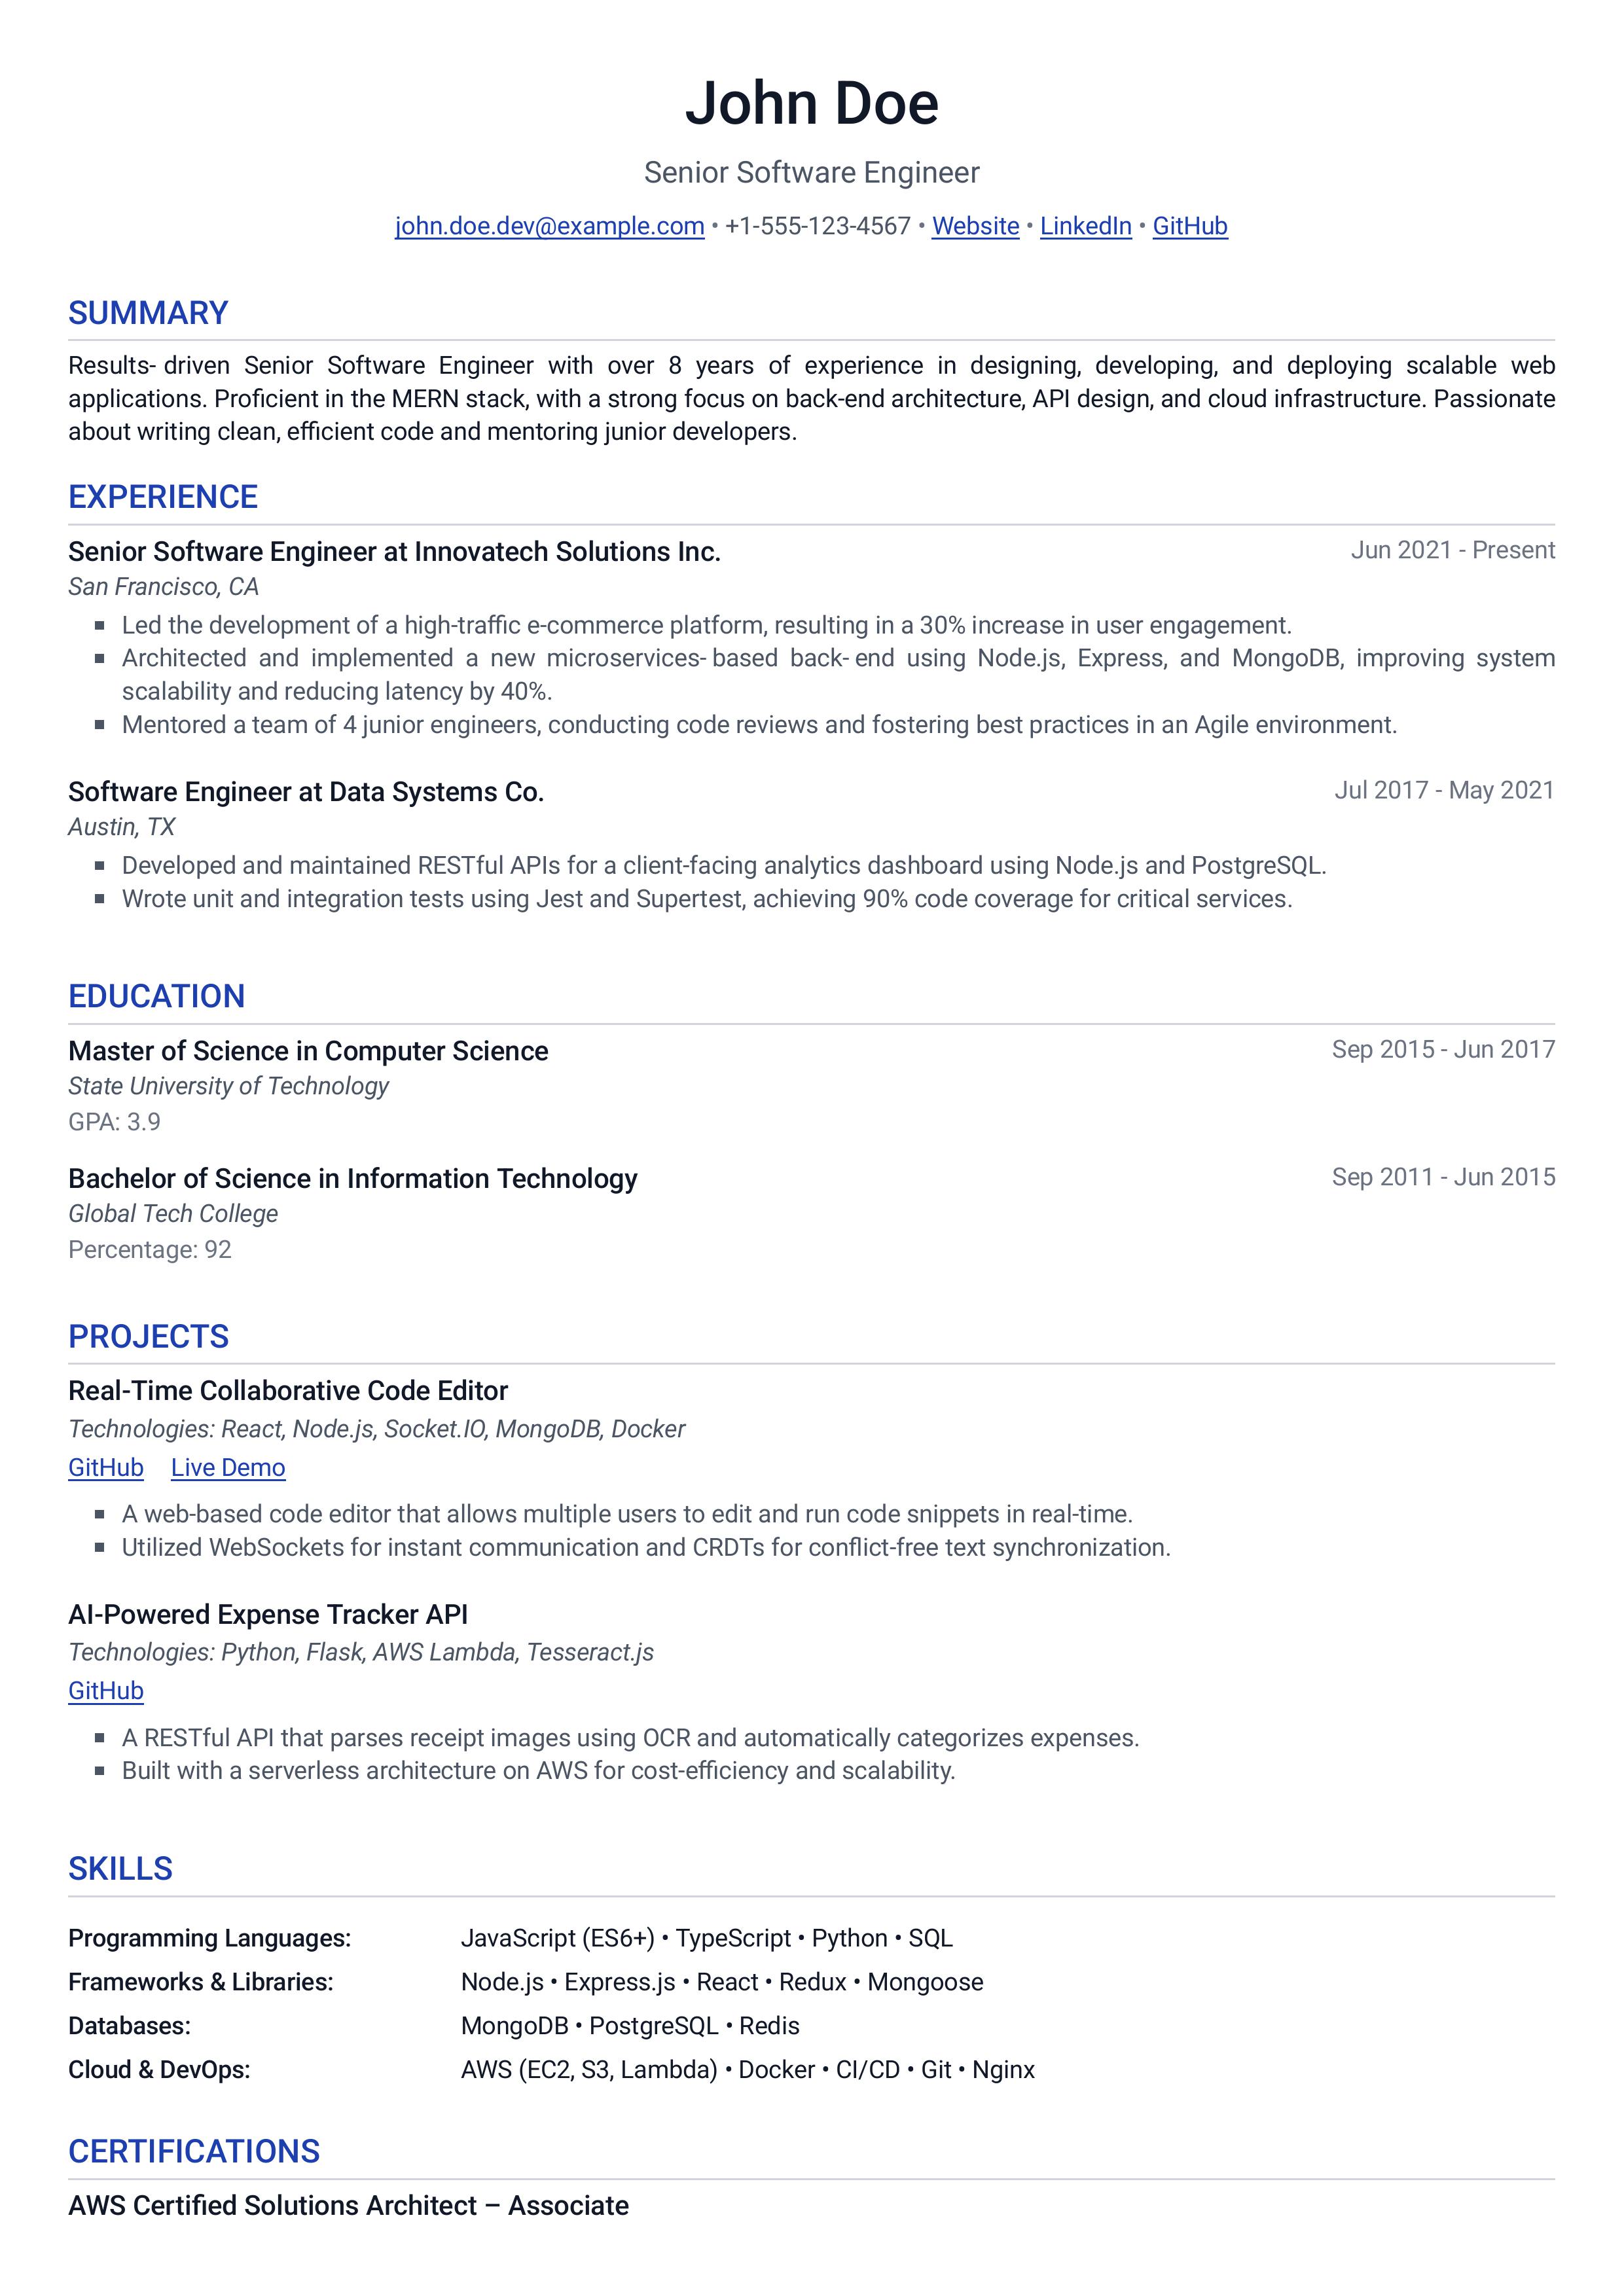 John Doe
Senior Software Engineer
john.doe.dev@example.com • +1-555-123-4567 • Website • LinkedIn • GitHub
SUMMARY
Results- driven Senior Software Engineer with over 8 years of experience in designing, developing, and deploying scalable web
applications. Proficient in the MERN stack, with a strong focus on back-end architecture, API design, and cloud infrastructure. Passionate
about writing clean, efficient code and mentoring junior developers.
EXPERIENCE
Senior Software Engineer at Innovatech Solutions Inc. Jun 2021 - Present
San Francisco, CA
▪ Led the development of a high-traffic e-commerce platform, resulting in a 30% increase in user engagement.
▪ Architected and implemented a new microservices- based back- end using Node.js, Express, and MongoDB, improving system
scalability and reducing latency by 40%.
▪ Mentored a team of 4 junior engineers, conducting code reviews and fostering best practices in an Agile environment.
Software Engineer at Data Systems Co. Jul 2017 - May 2021
Austin, TX
▪ Developed and maintained RESTful APIs for a client-facing analytics dashboard using Node.js and PostgreSQL.
▪ Wrote unit and integration tests using Jest and Supertest, achieving 90% code coverage for critical services.
EDUCATION
Master of Science in Computer Science Sep 2015 - Jun 2017
State University of Technology
GPA: 3.9
Bachelor of Science in Information Technology Sep 2011 - Jun 2015
Global Tech College
Percentage: 92
PROJECTS
Real-Time Collaborative Code Editor
Technologies: React, Node.js, Socket.IO, MongoDB, Docker
GitHub Live Demo
▪ A web-based code editor that allows multiple users to edit and run code snippets in real-time.
▪ Utilized WebSockets for instant communication and CRDTs for conflict-free text synchronization.
AI-Powered Expense Tracker API
Technologies: Python, Flask, AWS Lambda, Tesseract.js
GitHub
▪ A RESTful API that parses receipt images using OCR and automatically categorizes expenses.
▪ Built with a serverless architecture on AWS for cost-efficiency and scalability.
SKILLS
Programming Languages: JavaScript (ES6+) • TypeScript • Python • SQL
Frameworks & Libraries: Node.js • Express.js • React • Redux • Mongoose
Databases: MongoDB • PostgreSQL • Redis
Cloud & DevOps: AWS (EC2, S3, Lambda) • Docker • CI/CD • Git • Nginx
CERTIFICATIONS
AWS Certified Solutions Architect – Associate